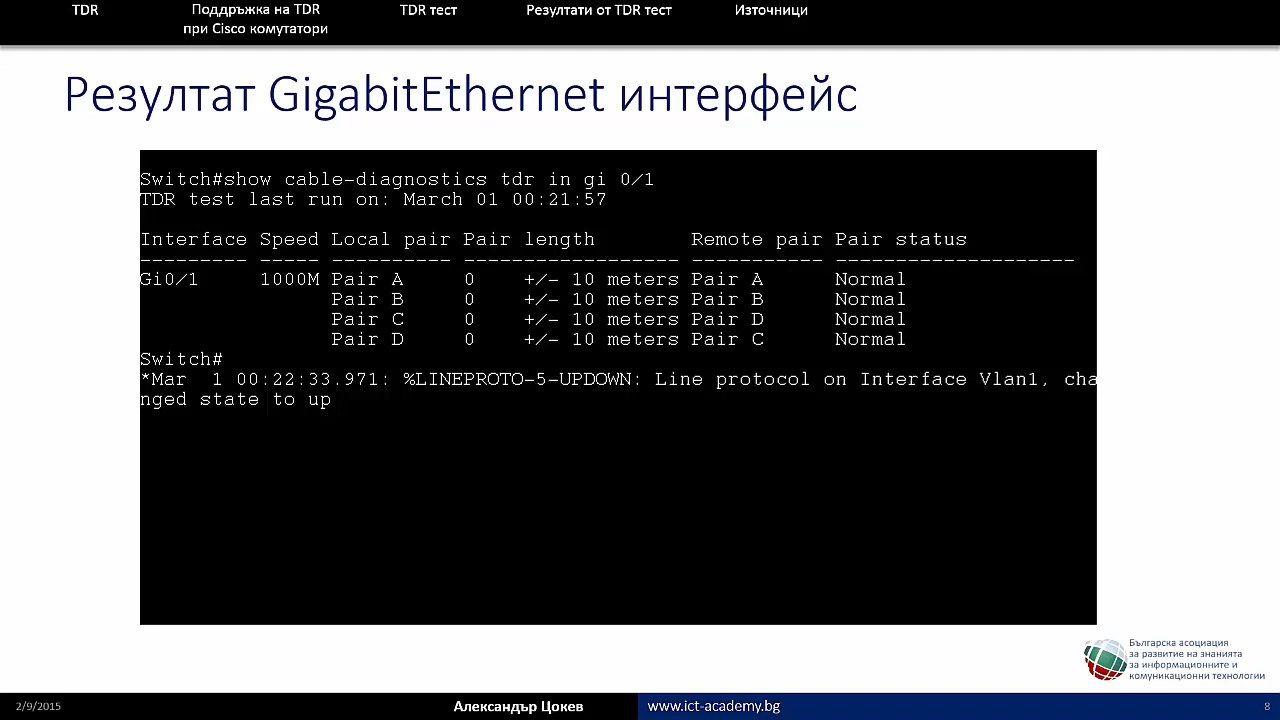 TDR
Поддръжка на TDR
при Cisco комутатори
TDR тест
Резултати от TDR тест
Източници
Резултат GigabitEthernet интерфейс
Switch#show cable-diagnostics tdr in gi 0/1
TDR test last run on: March 01 00:21:57
Interface Speed Local pair Pair length        Remote pair Pair status
--------- ----- ---------- ------------------ ----------- --------------------
Gi0/1     1000M Pair A     0    +/- 10 meters Pair A      Normal
                Pair B     0    +/- 10 meters Pair B      Normal
                Pair C     0    +/- 10 meters Pair D      Normal
                Pair D     0    +/- 10 meters Pair C      Normal
Switch#
*Mar  1 00:22:33.971: %LINEPROTO-5-UPDOWN: Line protocol on Interface Vlan1, cha
nged state to up
Българска асоциация
за развитие на знанията
за информационните и
комуникационни технологии
2/9/2015
Александър Цокев
www.ict-academy.bg
8